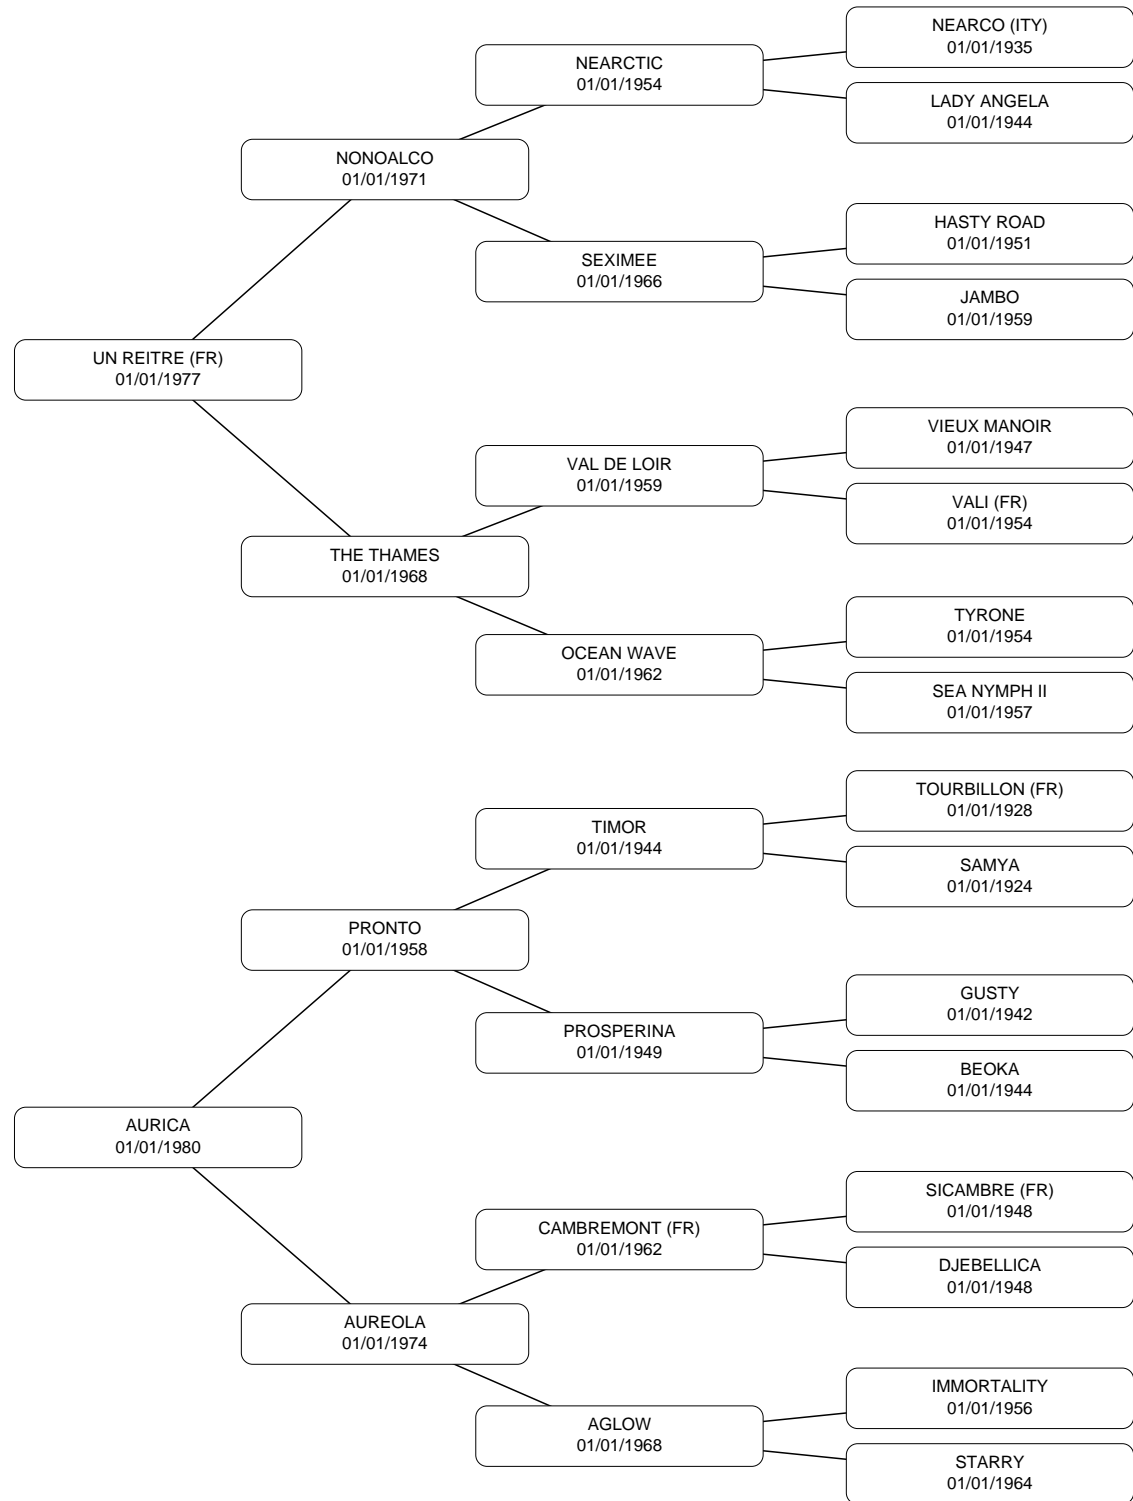 NEARCO (ITY)
01/01/1935
NEARCTIC
01/01/1954
LADY ANGELA
01/01/1944
NONOALCO
01/01/1971
HASTY ROAD
01/01/1951
SEXIMEE
01/01/1966
JAMBO
01/01/1959
UN REITRE (FR)
01/01/1977
VIEUX MANOIR
01/01/1947
VAL DE LOIR
01/01/1959
VALI (FR)
01/01/1954
THE THAMES
01/01/1968
TYRONE
01/01/1954
OCEAN WAVE
01/01/1962
SEA NYMPH II
01/01/1957
TOURBILLON (FR)
01/01/1928
TIMOR
01/01/1944
SAMYA
01/01/1924
PRONTO
01/01/1958
GUSTY
01/01/1942
PROSPERINA
01/01/1949
BEOKA
01/01/1944
AURICA
01/01/1980
SICAMBRE (FR)
01/01/1948
CAMBREMONT (FR)
01/01/1962
DJEBELLICA
01/01/1948
AUREOLA
01/01/1974
IMMORTALITY
01/01/1956
AGLOW
01/01/1968
STARRY
01/01/1964